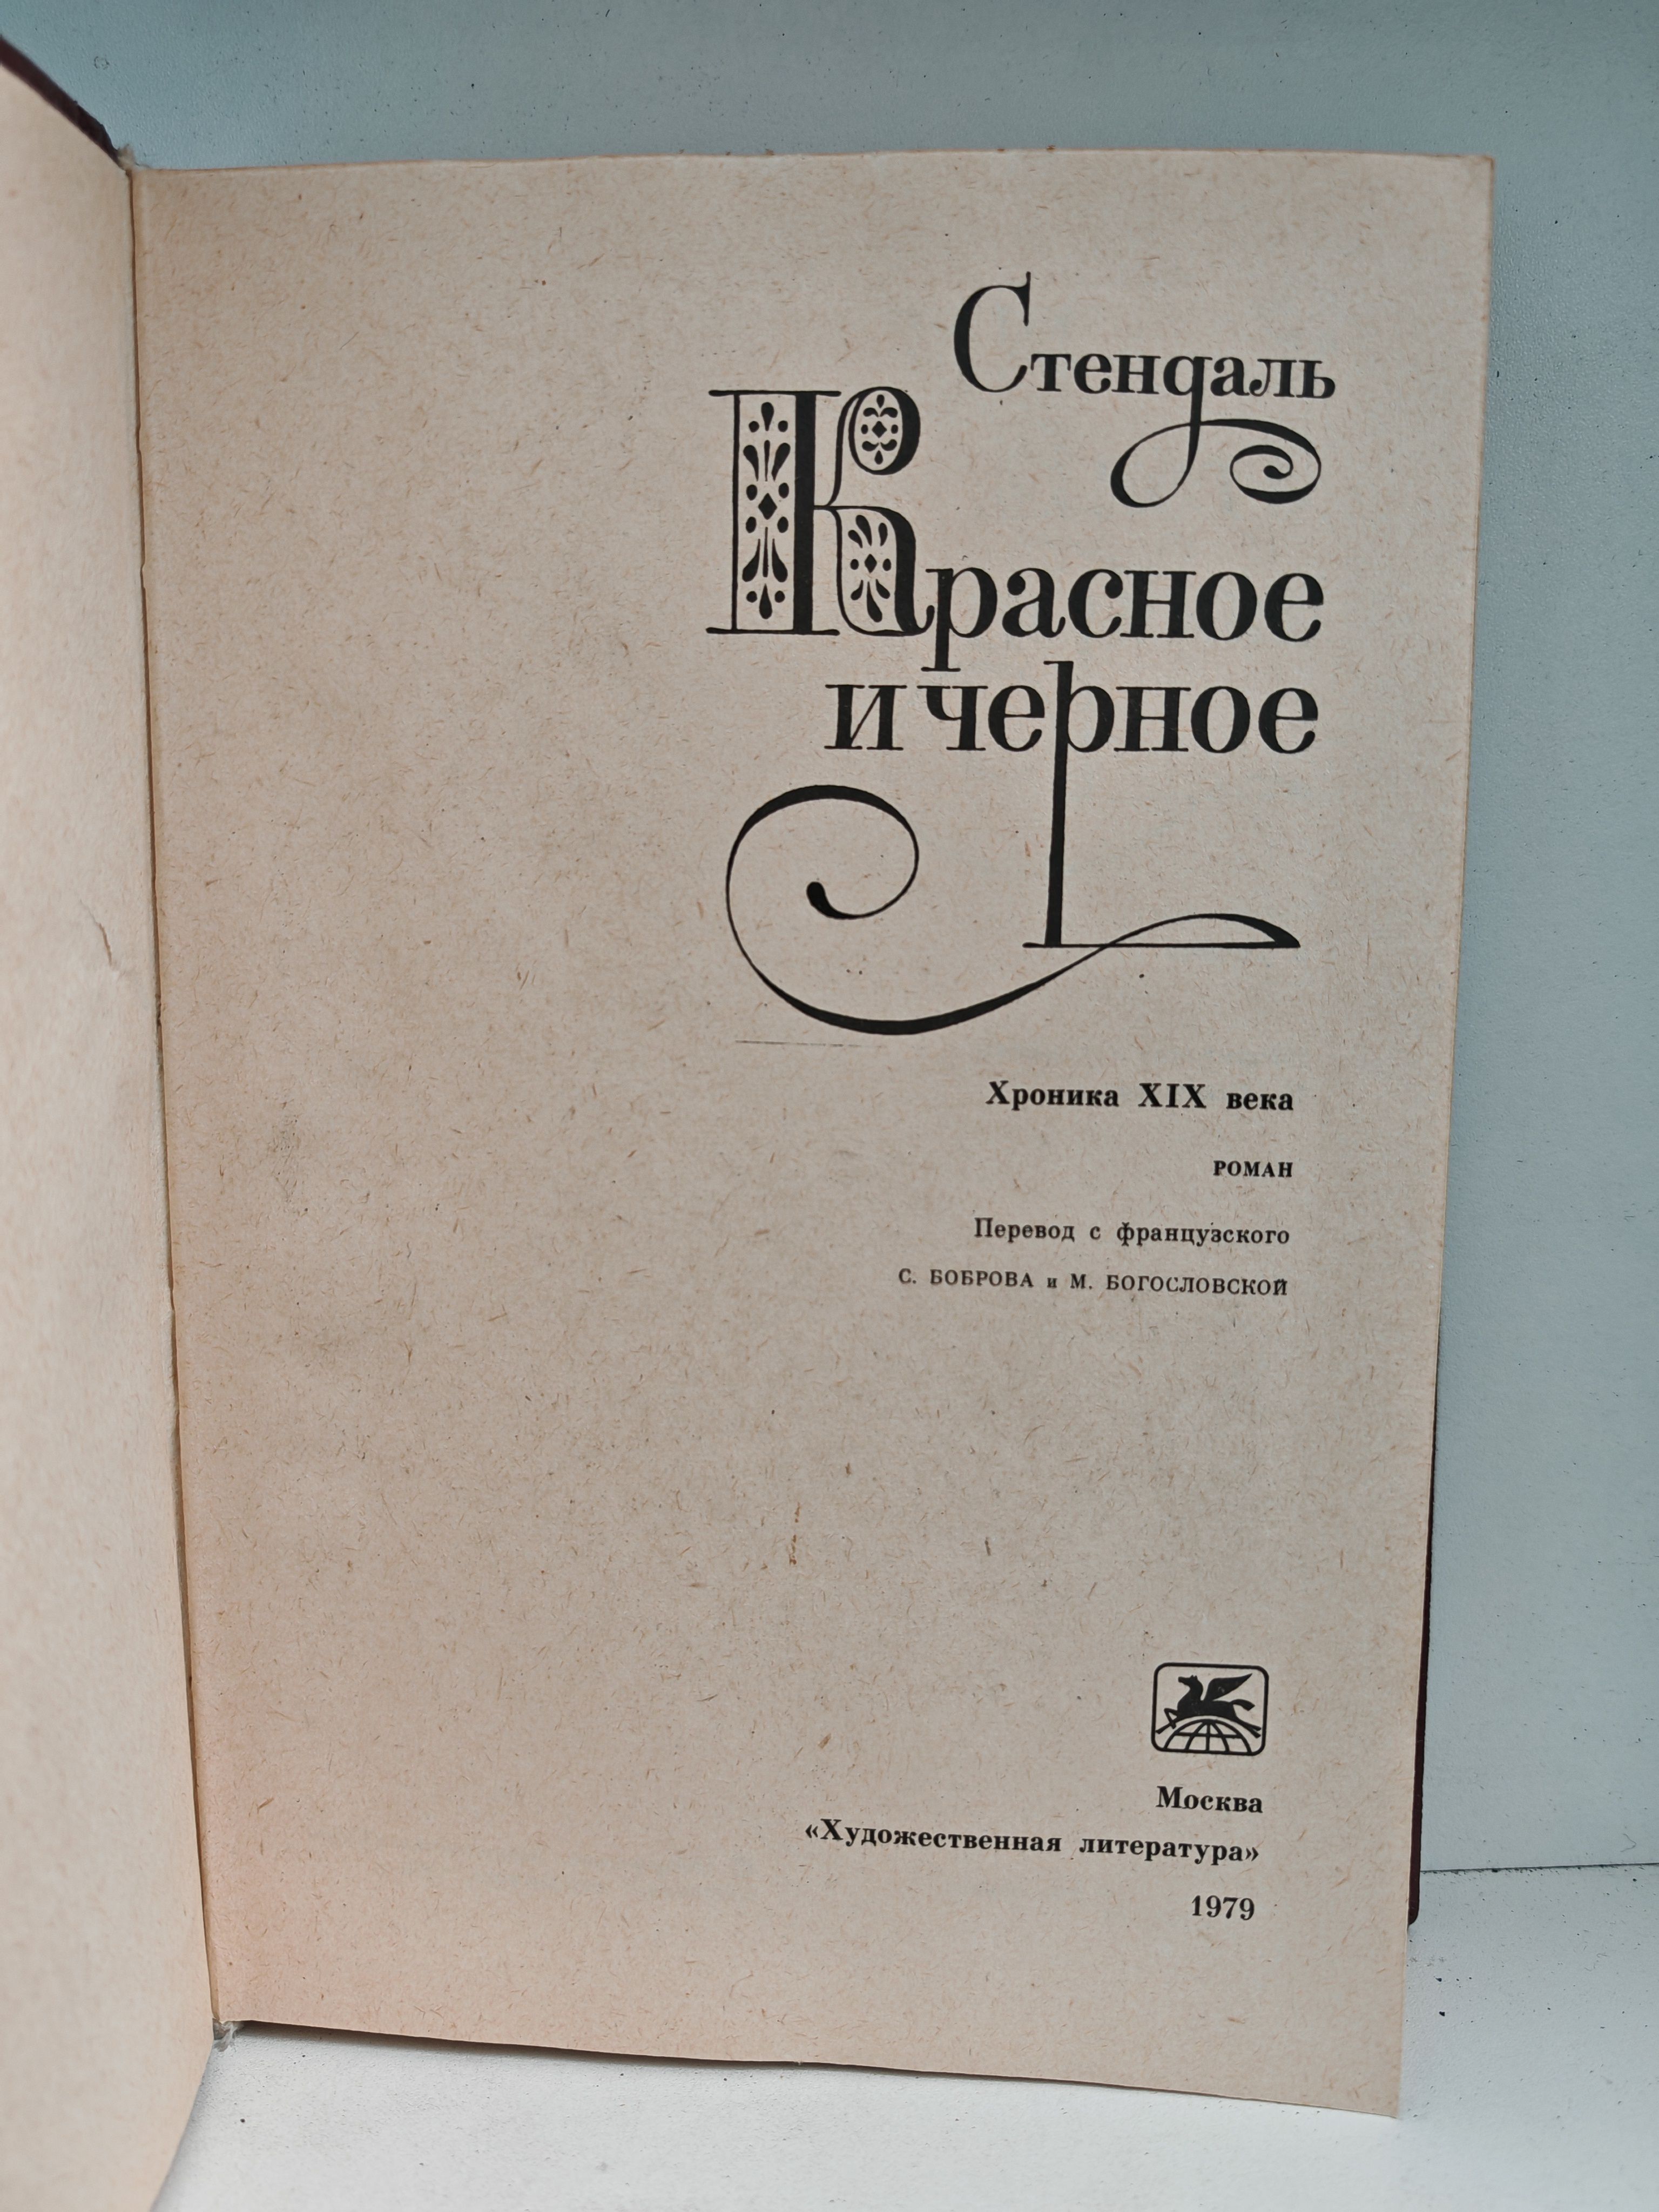 Стендаль
Красное
и черное
Хроника XIX века
РОМАН
Перевод с французского
С. БОБРОВА и М. БОГОСЛОВСКОЙ
Москва
«Художественная литература»
1979